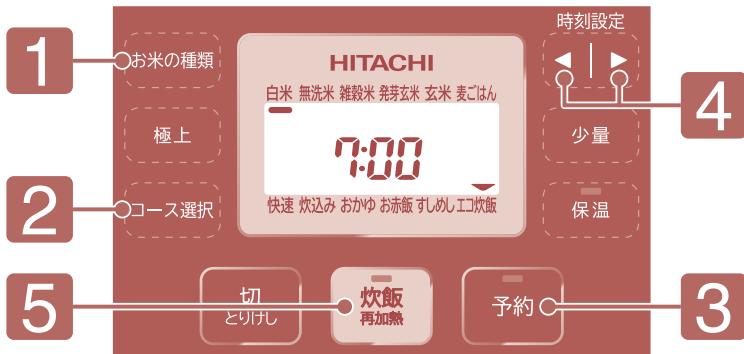 時刻設定
1
お米の種類
HITACHI
◀ ▶
4
白米 無洗米 雑穀米 発芽玄米 玄米 麦ごはん
極上
7:00
少量
2
コース選択
快速 炊込み おかゆ お赤飯 すしめし エコ炊飯
保温
5
切
とりけし
炊飯
再加熱
予約
3